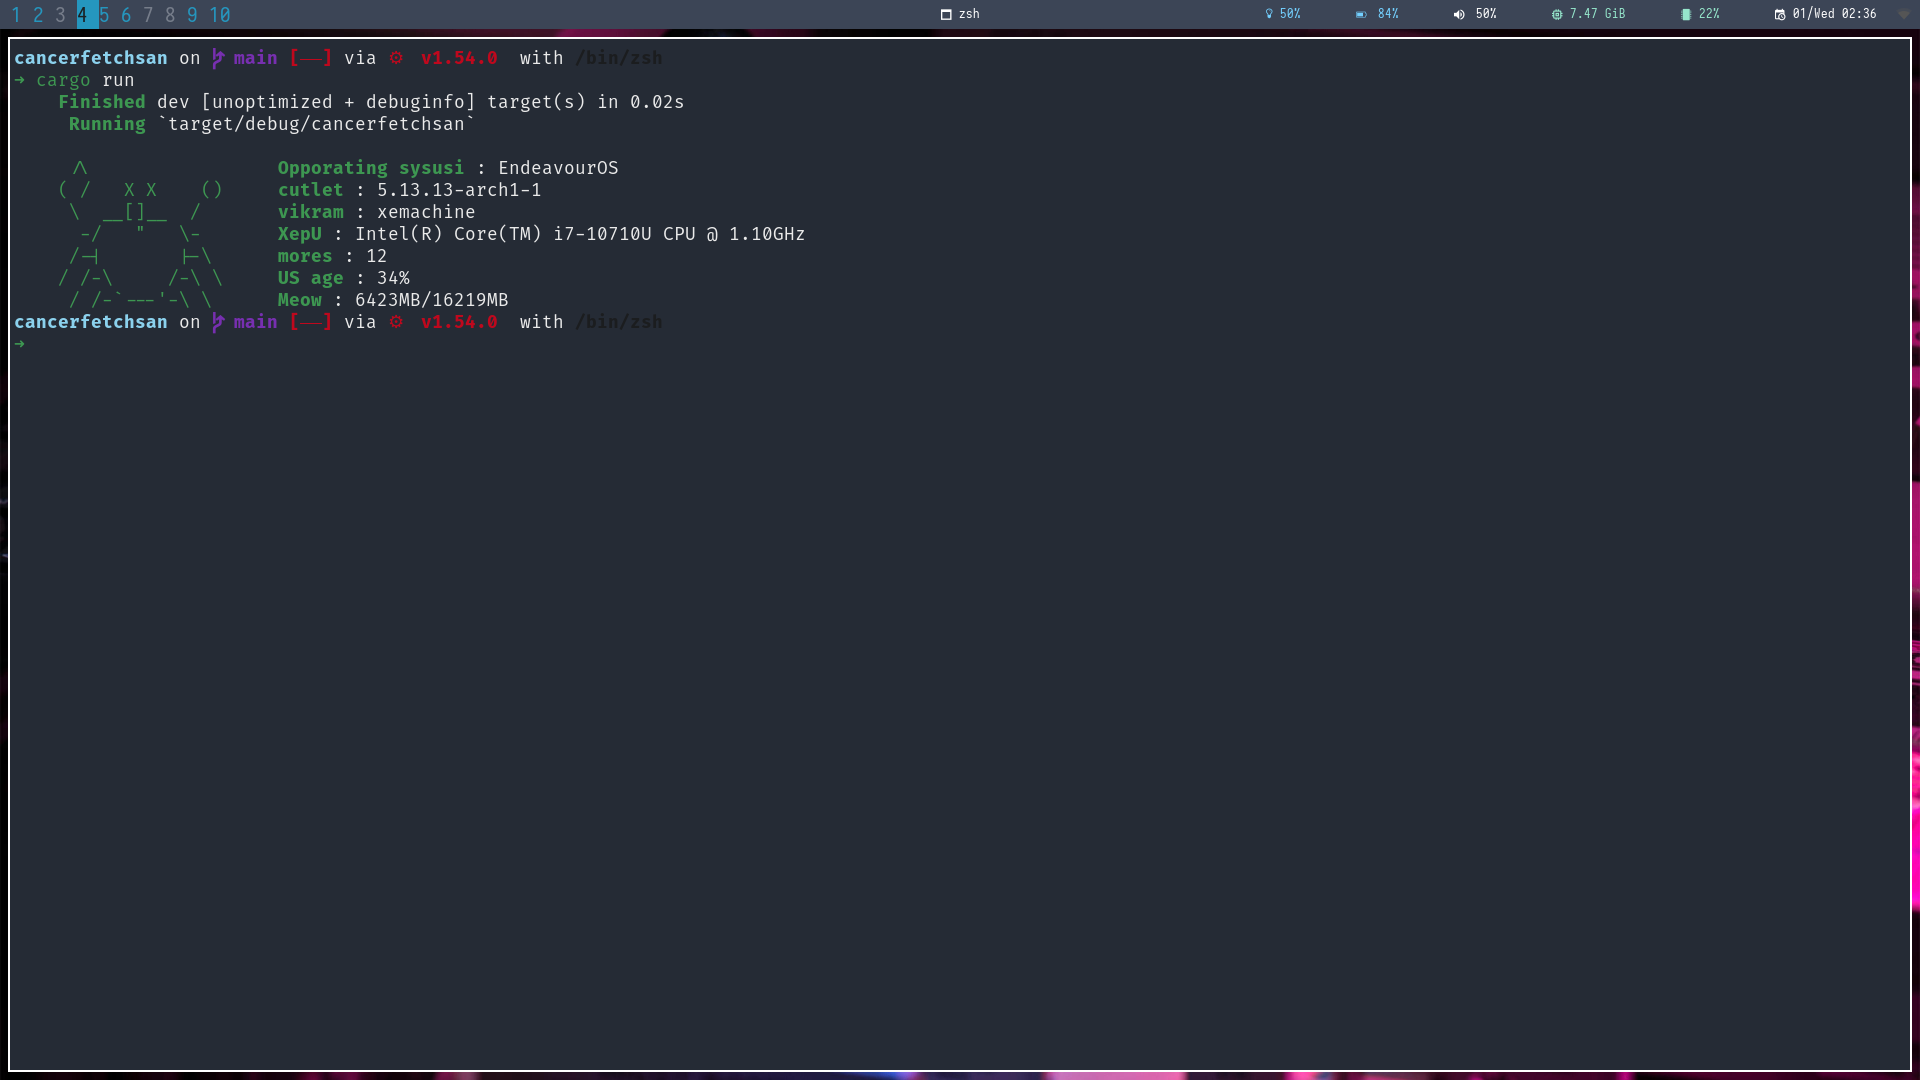 1 2 3 4 5 6 7 8 9 10 zsh 50% 84% 50% 7.47 GiB 22% 01/Wed 02:36
cancerfetchsan on main [——] via v1.54.0 with /bin/zsh
➜ cargo run
Finished dev [unoptimized + debuginfo] target(s) in 0.02s
Running `target/debug/cancerfetchsan`
/\ Opporating sysusi : EndeavourOS
( / X X () cutlet : 5.13.13-arch1-1
\ __[]__ / vikram : xemachine
-/ " \- XepU : Intel(R) Core(TM) i7-10710U CPU @ 1.10GHz
/-| |-\ mores : 12
/ /-\ /-\ \ US age : 34%
/ /-`---'-\ \ Meow : 6423MB/16219MB
cancerfetchsan on main [——] via v1.54.0 with /bin/zsh
➜